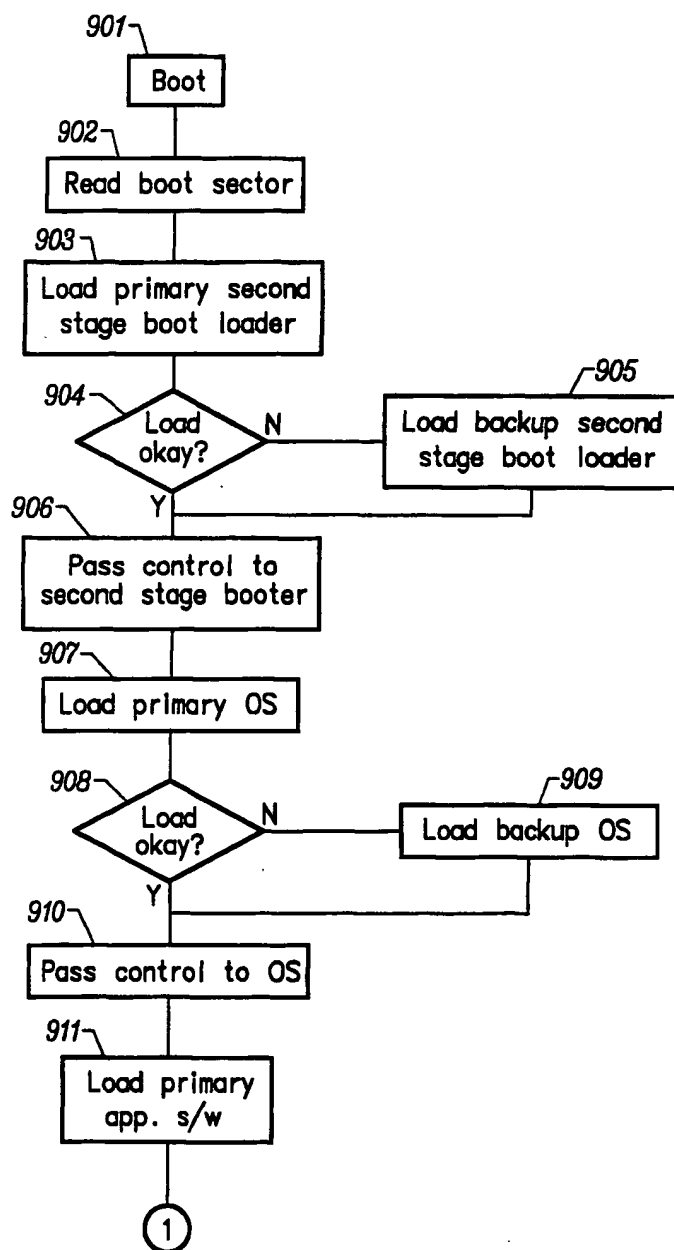 901
Boot
902
Read boot sector
903
Load primary second
stage boot loader
904
Load
okay?
N
Y
905
Load backup second
stage boot loader
906
Pass control to
second stage booter
907
Load primary OS
908
Load
okay?
N
Y
909
Load backup OS
910
Pass control to OS
911
Load primary
app. s/w
1